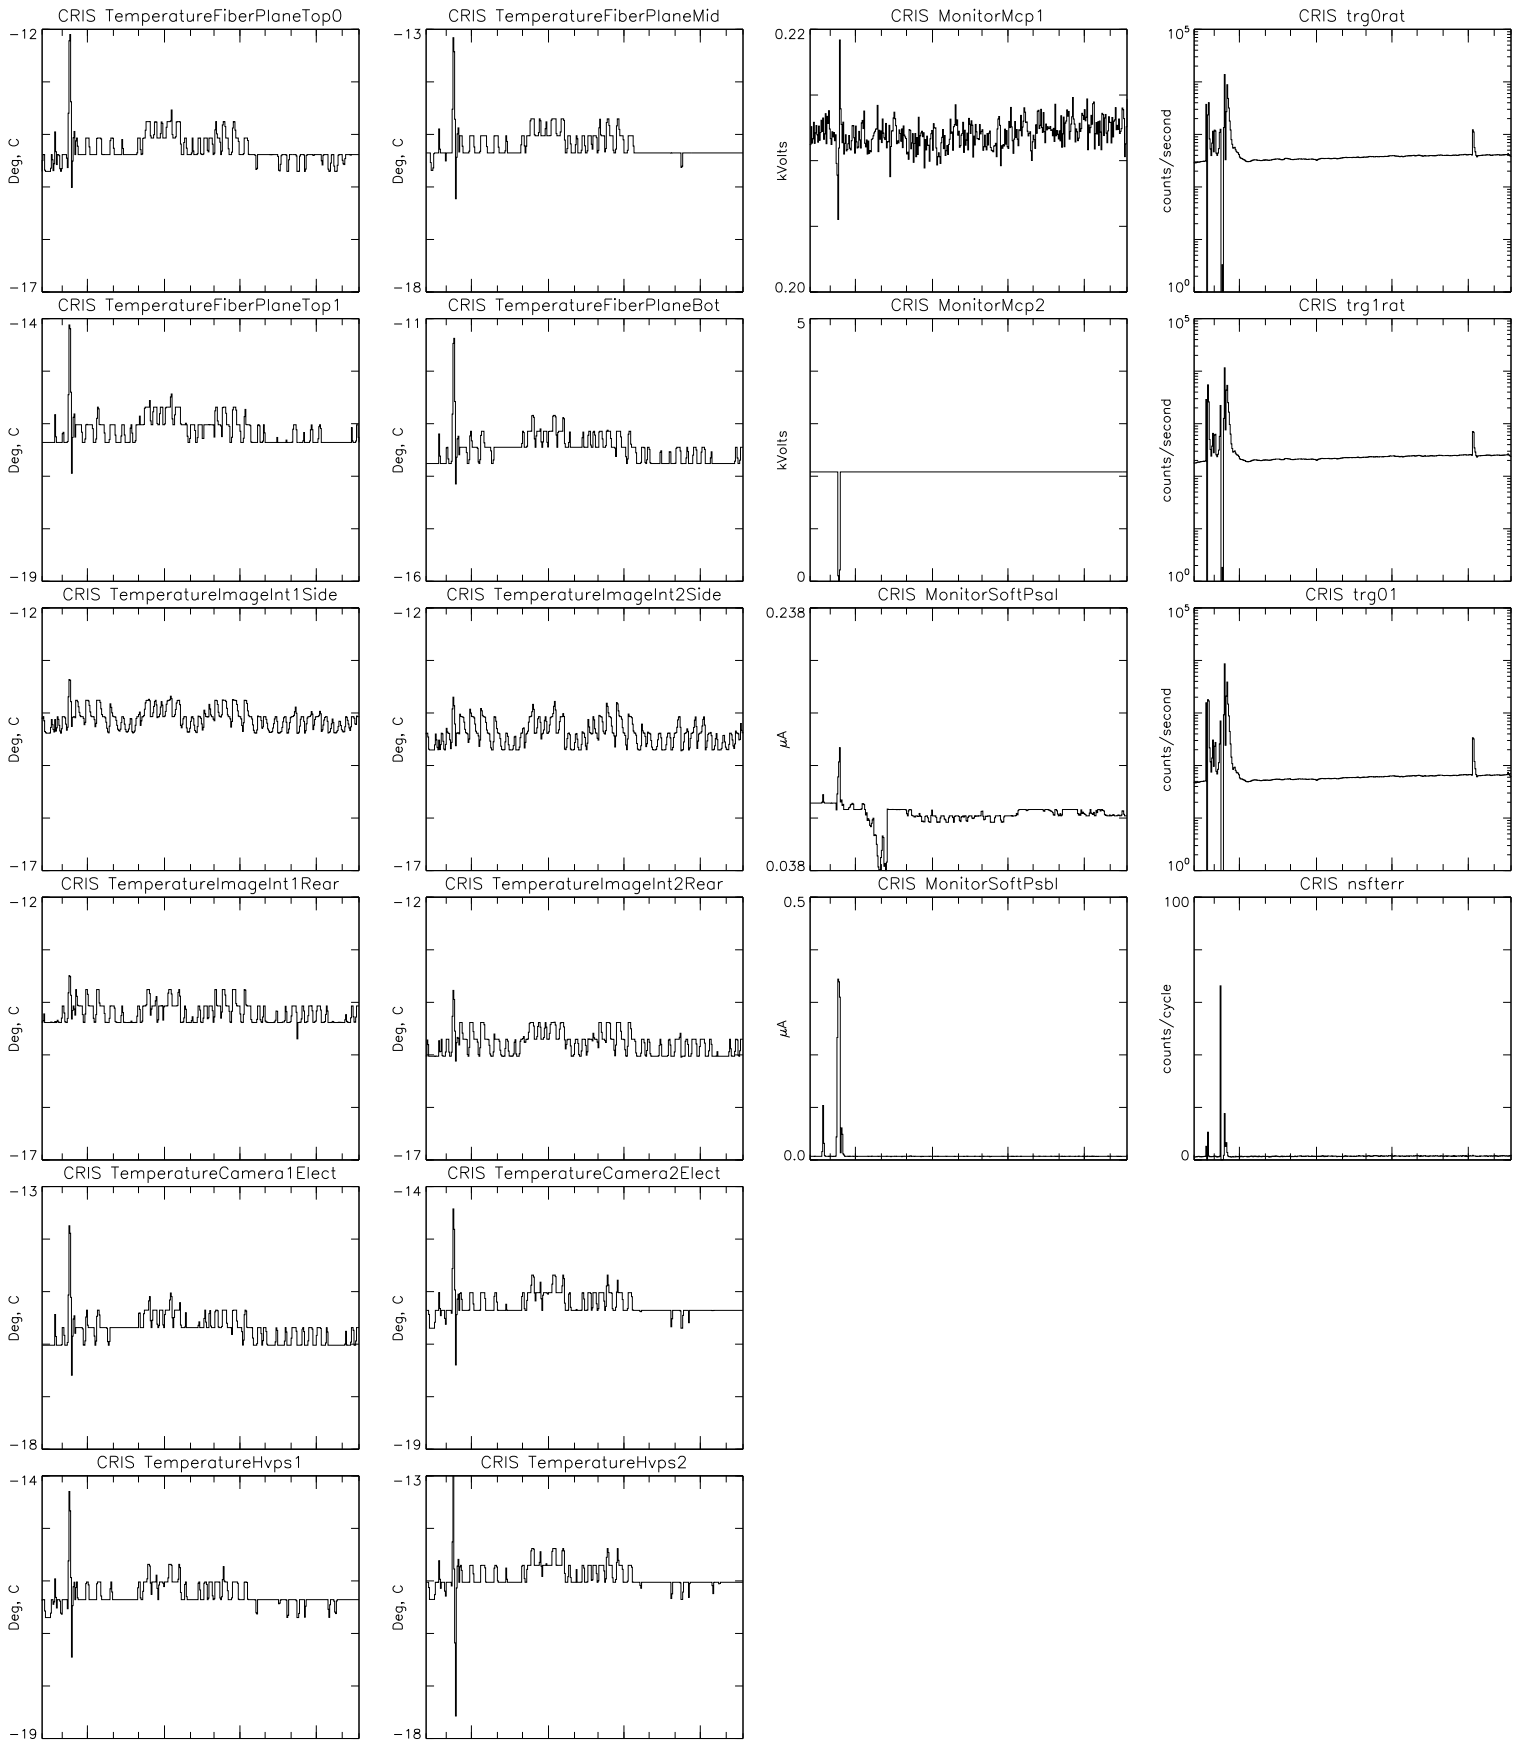 CRIS TemperatureFiberPlaneTop0
-12
Deg, C
-17
CRIS TemperatureFiberPlaneMid
-13
Deg, C
-18
CRIS MonitorMcp1
0.22
kVolts
0.20
CRIS trg0rat
10^5
counts/second
10^0
CRIS TemperatureFiberPlaneTop1
-14
Deg, C
-19
CRIS TemperatureFiberPlaneBot
-11
Deg, C
-16
CRIS MonitorMcp2
5
kVolts
0
CRIS trg1rat
10^5
counts/second
10^0
CRIS TemperatureImageInt1Side
-12
Deg, C
-17
CRIS TemperatureImageInt2Side
-12
Deg, C
-17
CRIS MonitorSoftPsaI
0.238
μA
0.038
CRIS trg01
10^5
counts/second
10^0
CRIS TemperatureImageInt1Rear
-12
Deg, C
-17
CRIS TemperatureImageInt2Rear
-12
Deg, C
-17
CRIS MonitorSoftPsbI
0.5
μA
0.0
CRIS nsfterr
100
counts/cycle
0
CRIS TemperatureCamera1Elect
-13
Deg, C
-18
CRIS TemperatureCamera2Elect
-14
Deg, C
-19
CRIS TemperatureHvps1
-14
Deg, C
-19
CRIS TemperatureHvps2
-13
Deg, C
-18